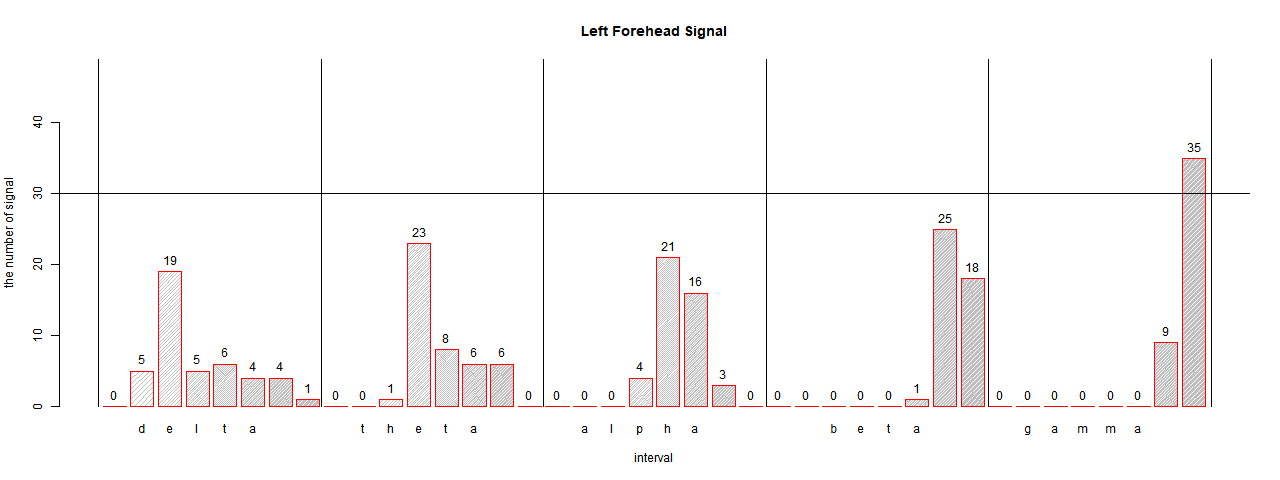 Left Forehead Signal
the number of signal
40
30
20
10
0
0 5 19 5 6 4 4 1 0 0 1 23 8 6 6 0 0 0 0 4 21 16 3 0 0 0 0 0 0 1 25 18 0 0 0 0 0 0 9 35
d e l t a t h e t a a l p h a b e t a g a m m a
interval